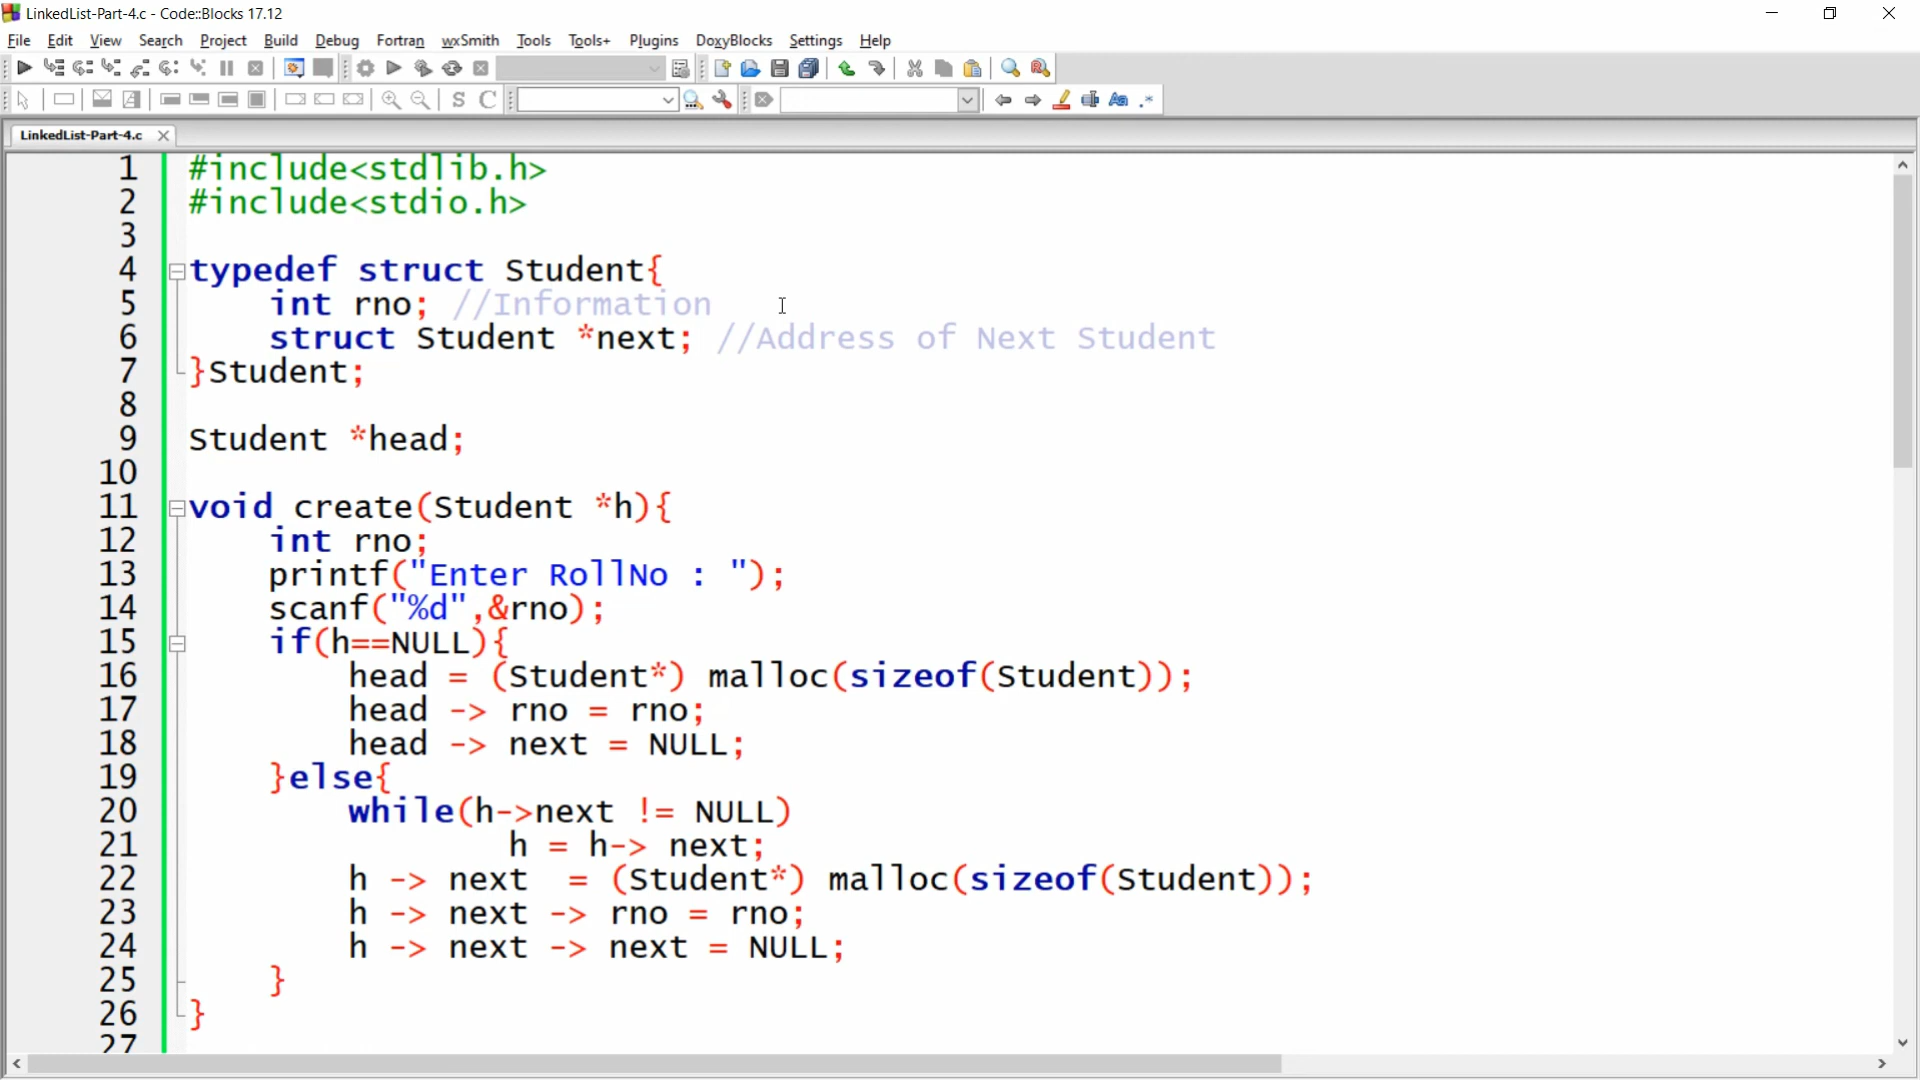 LinkedList-Part-4.c - Code::Blocks 17.12
File Edit View Search Project Build Debug Fortran wxSmith Tools Tools+ Plugins DoxyBlocks Settings Help
S C Aa .*
LinkedList-Part-4.c
1 #include<stdlib.h>
2 #include<stdio.h>
3
4 typedef struct Student{
5 int rno; //Information
6 struct Student *next; //Address of Next Student
7 }Student;
8
9 Student *head;
10
11 void create(Student *h){
12 int rno;
13 printf("Enter RollNo : ");
14 scanf("%d",&rno);
15 if(h==NULL){
16 head = (Student*) malloc(sizeof(Student));
17 head -> rno = rno;
18 head -> next = NULL;
19 }else{
20 while(h->next != NULL)
21 h = h-> next;
22 h -> next = (Student*) malloc(sizeof(Student));
23 h -> next -> rno = rno;
24 h -> next -> next = NULL;
25 }
26 }
27